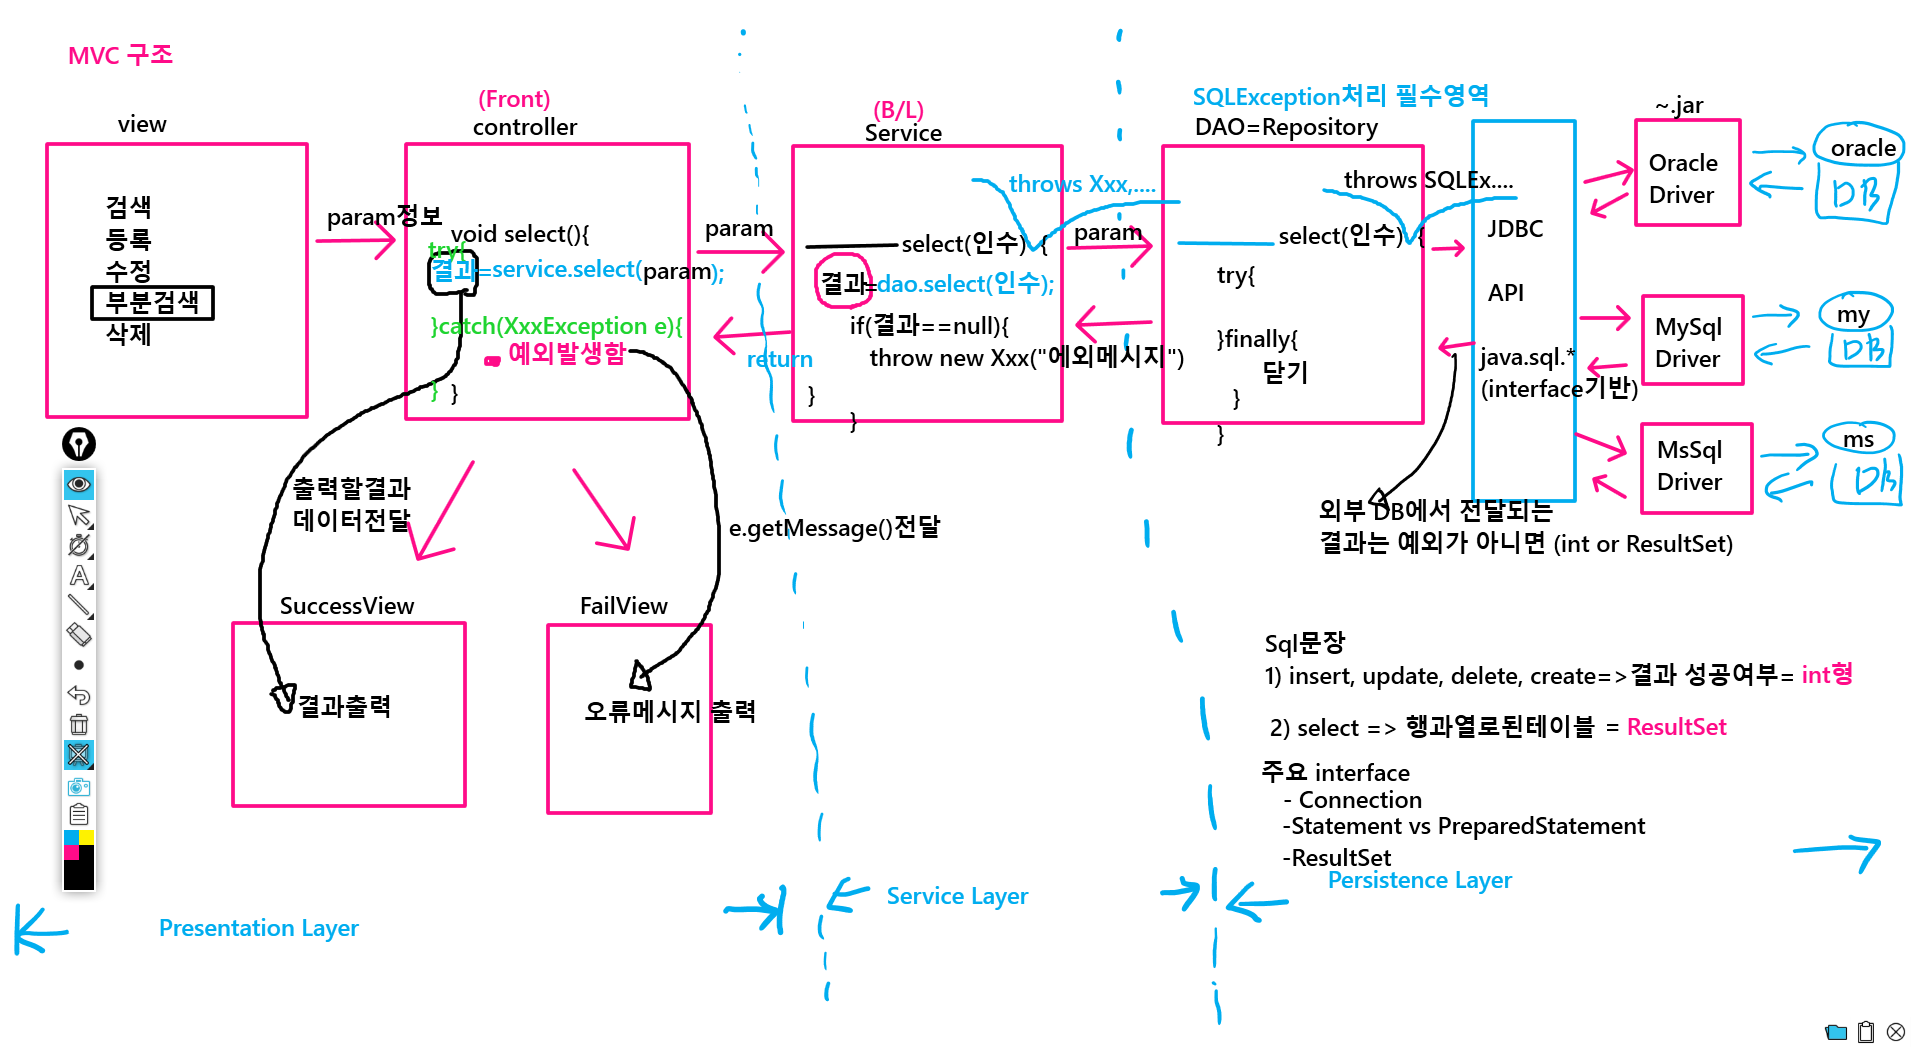 MVC 구조
view
검색
등록
수정
부분검색
삭제
param정보
(Front)
controller
void select(){
try{
결과=service.select(param);
}catch(XxxException e){
예외발생함
}
}
param
return
(B/L)
Service
throws Xxx,....
select(인수) {
결과=dao.select(인수);
if(결과==null){
throw new Xxx("에외메시지")
}
}
param
SQLException처리 필수영역
DAO=Repository
throws SQLEx....
select(인수) {
try{
}finally{
닫기
}
}
JDBC
API
java.sql.*
(interface기반)
~.jar
Oracle
Driver
oracle
DB
MySql
Driver
my
DB
MsSql
Driver
ms
DB
출력할결과
데이터전달
e.getMessage()전달
외부 DB에서 전달되는
결과는 예외가 아니면 (int or ResultSet)
SuccessView
결과출력
FailView
오류메시지 출력
Sql문장
1) insert, update, delete, create=>결과 성공여부= int형
2) select => 행과열로된테이블 = ResultSet
주요 interface
- Connection
-Statement vs PreparedStatement
-ResultSet
Presentation Layer
Service Layer
Persistence Layer